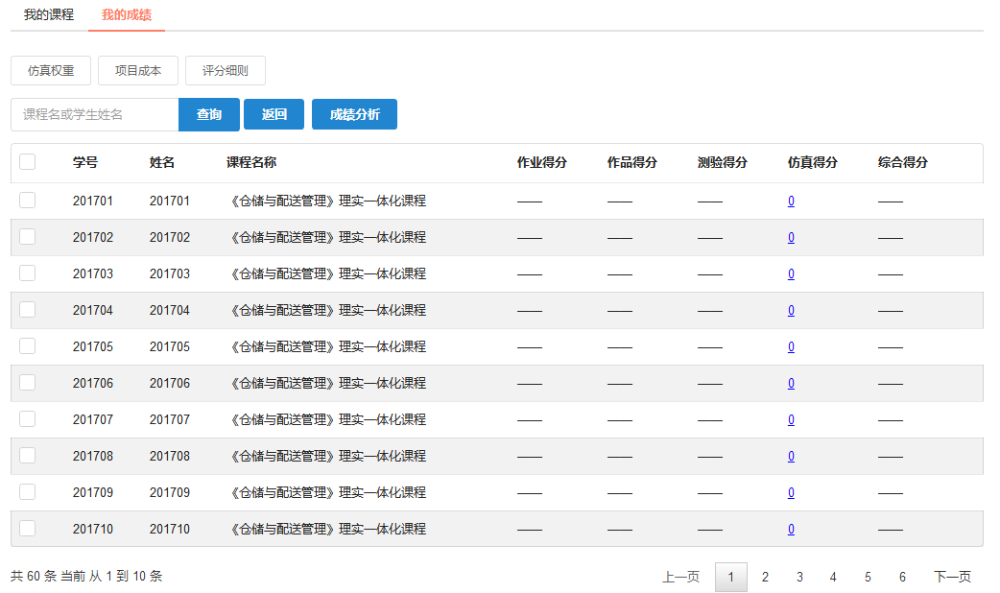 我的课程 我的成绩
仿真权重 项目成本 评分细则
课程名或学生姓名 查询 返回 成绩分析
学号 姓名 课程名称 作业得分 作品得分 测验得分 仿真得分 综合得分
201701 201701 《仓储与配送管理》理实一体化课程 —— —— —— 0 ——
201702 201702 《仓储与配送管理》理实一体化课程 —— —— —— 0 ——
201703 201703 《仓储与配送管理》理实一体化课程 —— —— —— 0 ——
201704 201704 《仓储与配送管理》理实一体化课程 —— —— —— 0 ——
201705 201705 《仓储与配送管理》理实一体化课程 —— —— —— 0 ——
201706 201706 《仓储与配送管理》理实一体化课程 —— —— —— 0 ——
201707 201707 《仓储与配送管理》理实一体化课程 —— —— —— 0 ——
201708 201708 《仓储与配送管理》理实一体化课程 —— —— —— 0 ——
201709 201709 《仓储与配送管理》理实一体化课程 —— —— —— 0 ——
201710 201710 《仓储与配送管理》理实一体化课程 —— —— —— 0 ——
共 60 条 当前 从 1 到 10 条 上一页 1 2 3 4 5 6 下一页